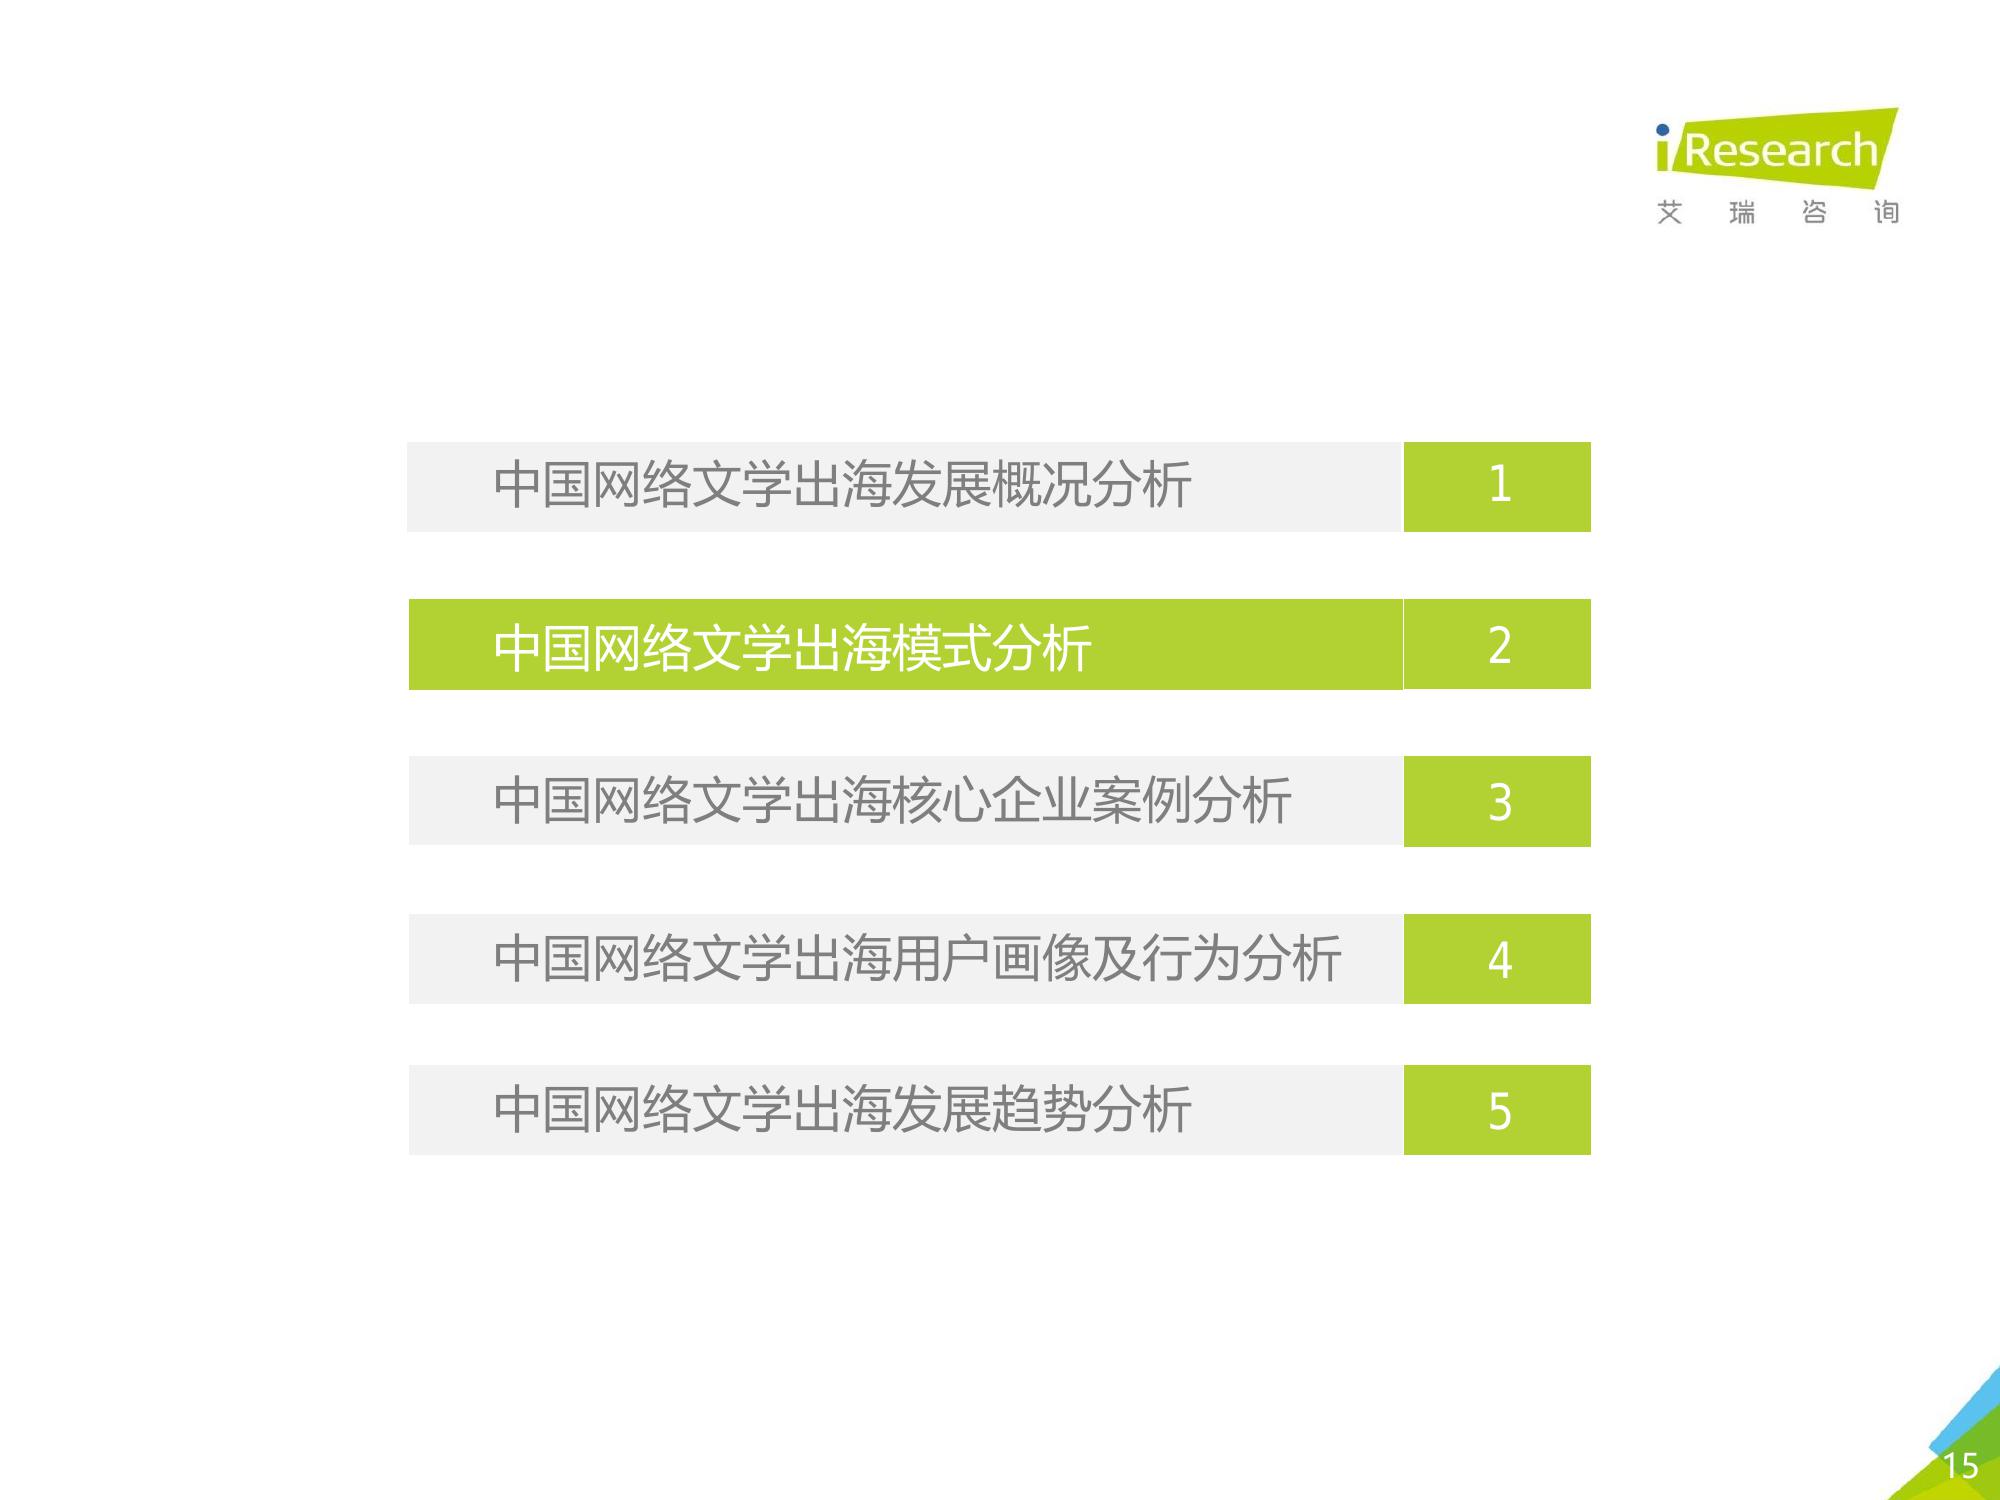 iResearch
艾瑞咨询
中国网络文学出海发展概况分析 1
中国网络文学出海模式分析 2
中国网络文学出海核心企业案例分析 3
中国网络文学出海用户画像及行为分析 4
中国网络文学出海发展趋势分析 5
15